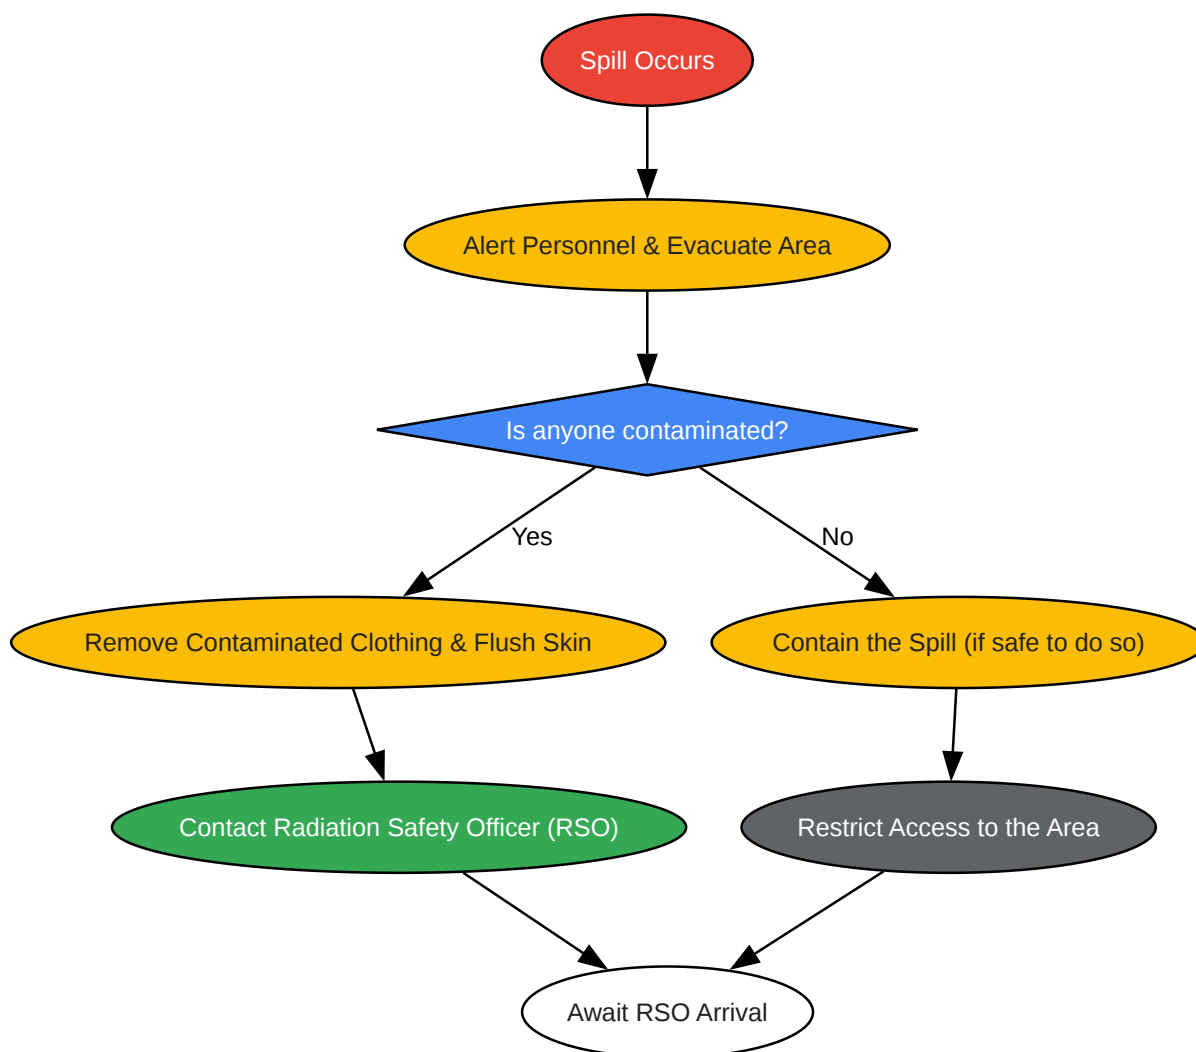 Spill Occurs
Alert Personnel & Evacuate Area
Is anyone contaminated?
Yes
No
Remove Contaminated Clothing & Flush Skin
Contain the Spill (if safe to do so)
Contact Radiation Safety Officer (RSO)
Restrict Access to the Area
Await RSO Arrival